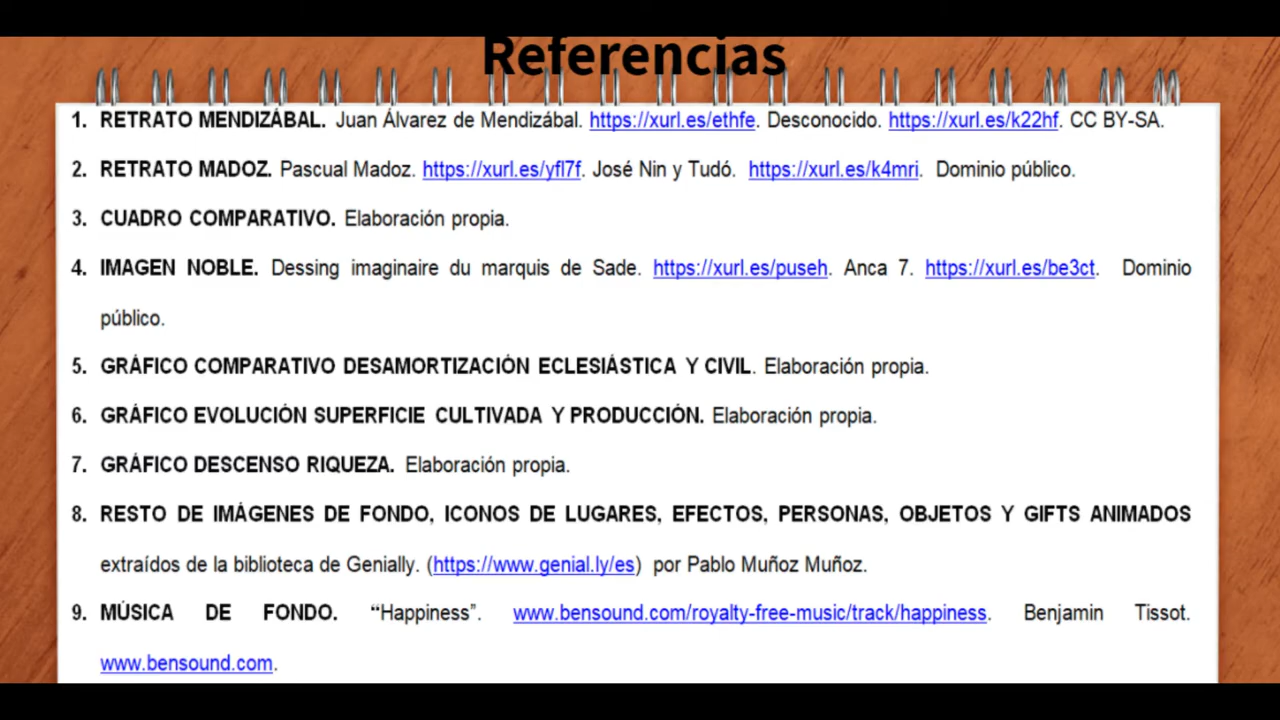 Referencias
1. RETRATO MENDIZÁBAL. Juan Álvarez de Mendizábal. https://xurl.es/ethfe. Desconocido. https://xurl.es/k22hf. CC BY-SA.
2. RETRATO MADOZ. Pascual Madoz. https://xurl.es/yfl7f. José Nin y Tudó. https://xurl.es/k4mri. Dominio público.
3. CUADRO COMPARATIVO. Elaboración propia.
4. IMAGEN NOBLE. Dessing imaginaire du marquis de Sade. https://xurl.es/puseh. Anca 7. https://xurl.es/be3ct. Dominio
público.
5. GRÁFICO COMPARATIVO DESAMORTIZACIÓN ECLESIÁSTICA Y CIVIL. Elaboración propia.
6. GRÁFICO EVOLUCIÓN SUPERFICIE CULTIVADA Y PRODUCCIÓN. Elaboración propia.
7. GRÁFICO DESCENSO RIQUEZA. Elaboración propia.
8. RESTO DE IMÁGENES DE FONDO, ICONOS DE LUGARES, EFECTOS, PERSONAS, OBJETOS Y GIFTS ANIMADOS
extraídos de la biblioteca de Genially. (https://www.genial.ly/es) por Pablo Muñoz Muñoz.
9. MÚSICA DE FONDO. “Happiness”. www.bensound.com/royalty-free-music/track/happiness. Benjamin Tissot.
www.bensound.com.